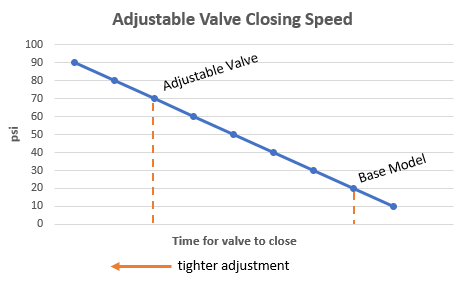 Adjustable Valve Closing Speed
100
90
80
70
60
50
40
30
20
10
0
psi
Adjustable Valve
Base Model
Time for valve to close
tighter adjustment